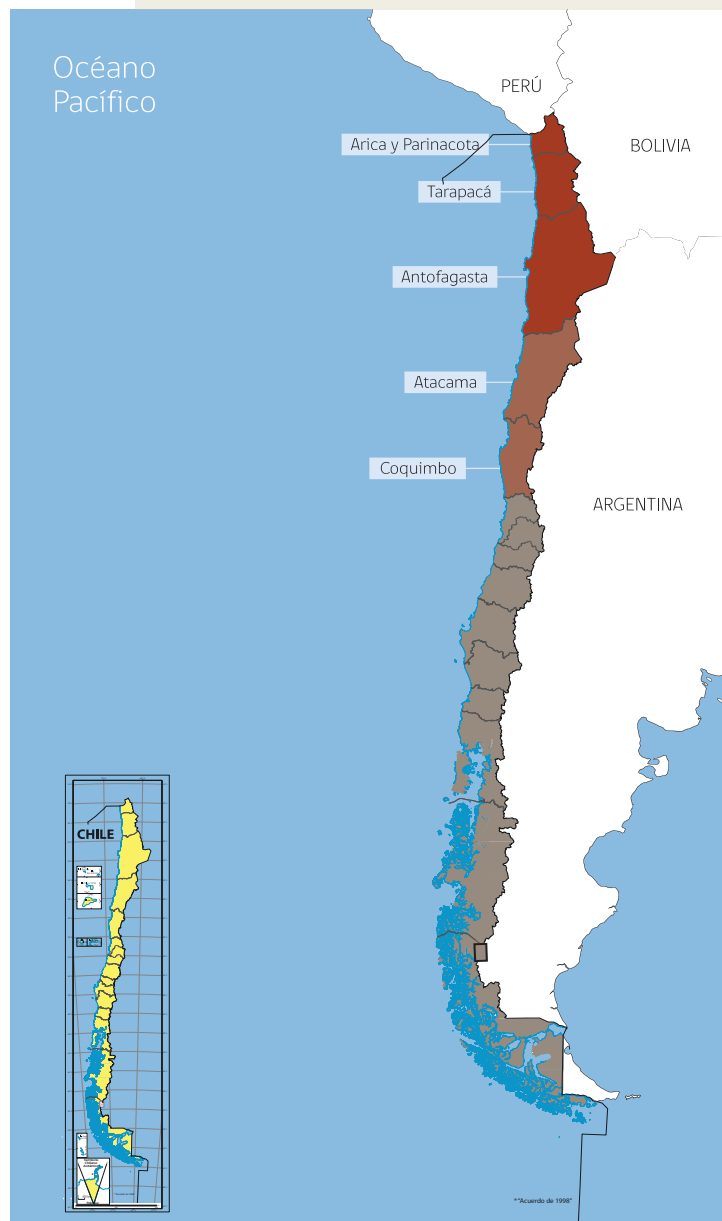 Océano
Pacífico
PERÚ
Arica y Parinacota
BOLIVIA
Tarapacá
Antofagasta
Atacama
Coquimbo
ARGENTINA
CHILE
*"Acuerdo de 1998"